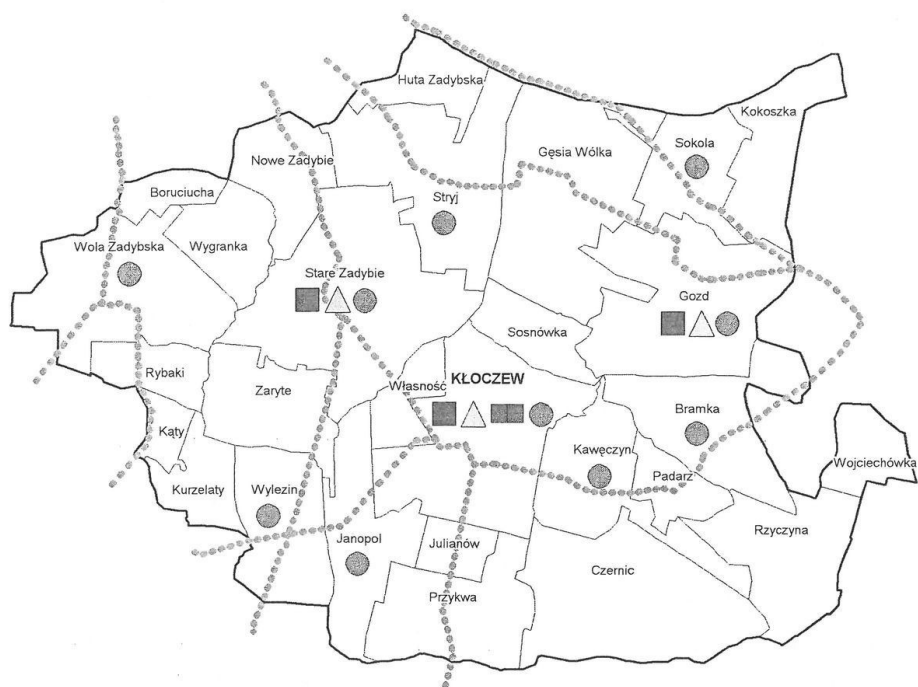 Huta Zadybska
Kokoszka
Nowe Zadybie
Gęsia Wólka
Sokola
Boruciucha
Stryj
Wola Zadybska
Wygranka
Stare Zadybie
Gozd
Sosnówka
Rybaki
Zaryte
Własność
KŁOCZEW
Bramka
Kąty
Kawęczyn
Wojciechówka
Kurzelaty
Wylezin
Padarz
Rzyczyna
Janopol
Julianów
Czernic
Przykwa